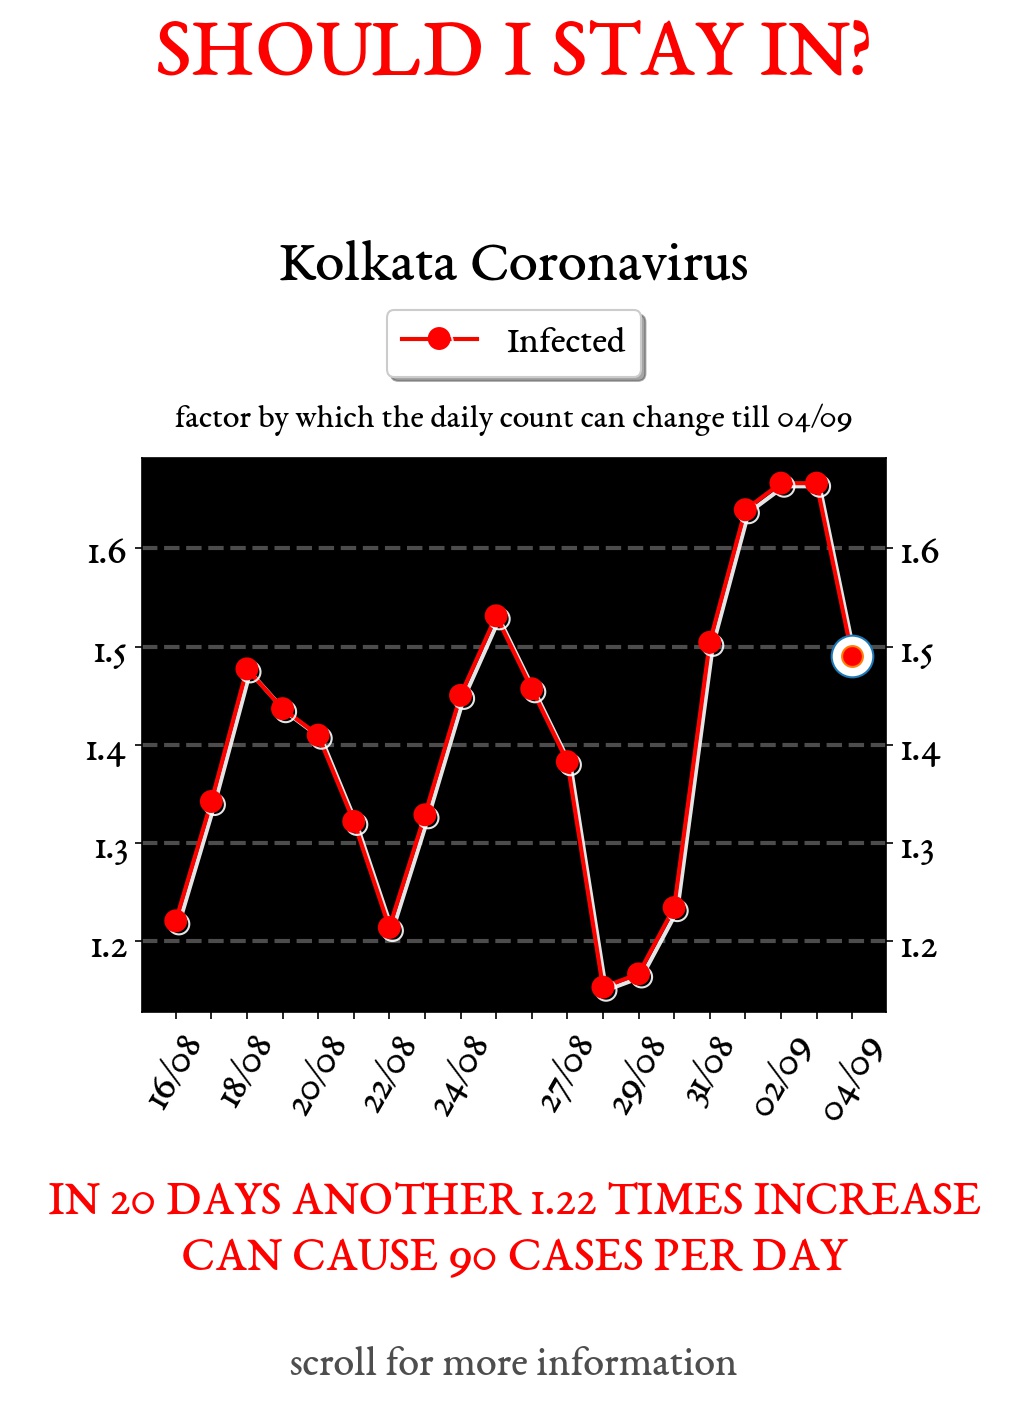 SHOULD I STAY IN?
Kolkata Coronavirus
Infected
factor by which the daily count can change till 04/09
1.6 1.6
1.5 1.5
1.4 1.4
1.3 1.3
1.2 1.2
16/08 18/08 20/08 22/08 24/08 27/08 29/08 31/08 02/09 04/09
IN 20 DAYS ANOTHER 1.22 TIMES INCREASE
CAN CAUSE 90 CASES PER DAY
scroll for more information